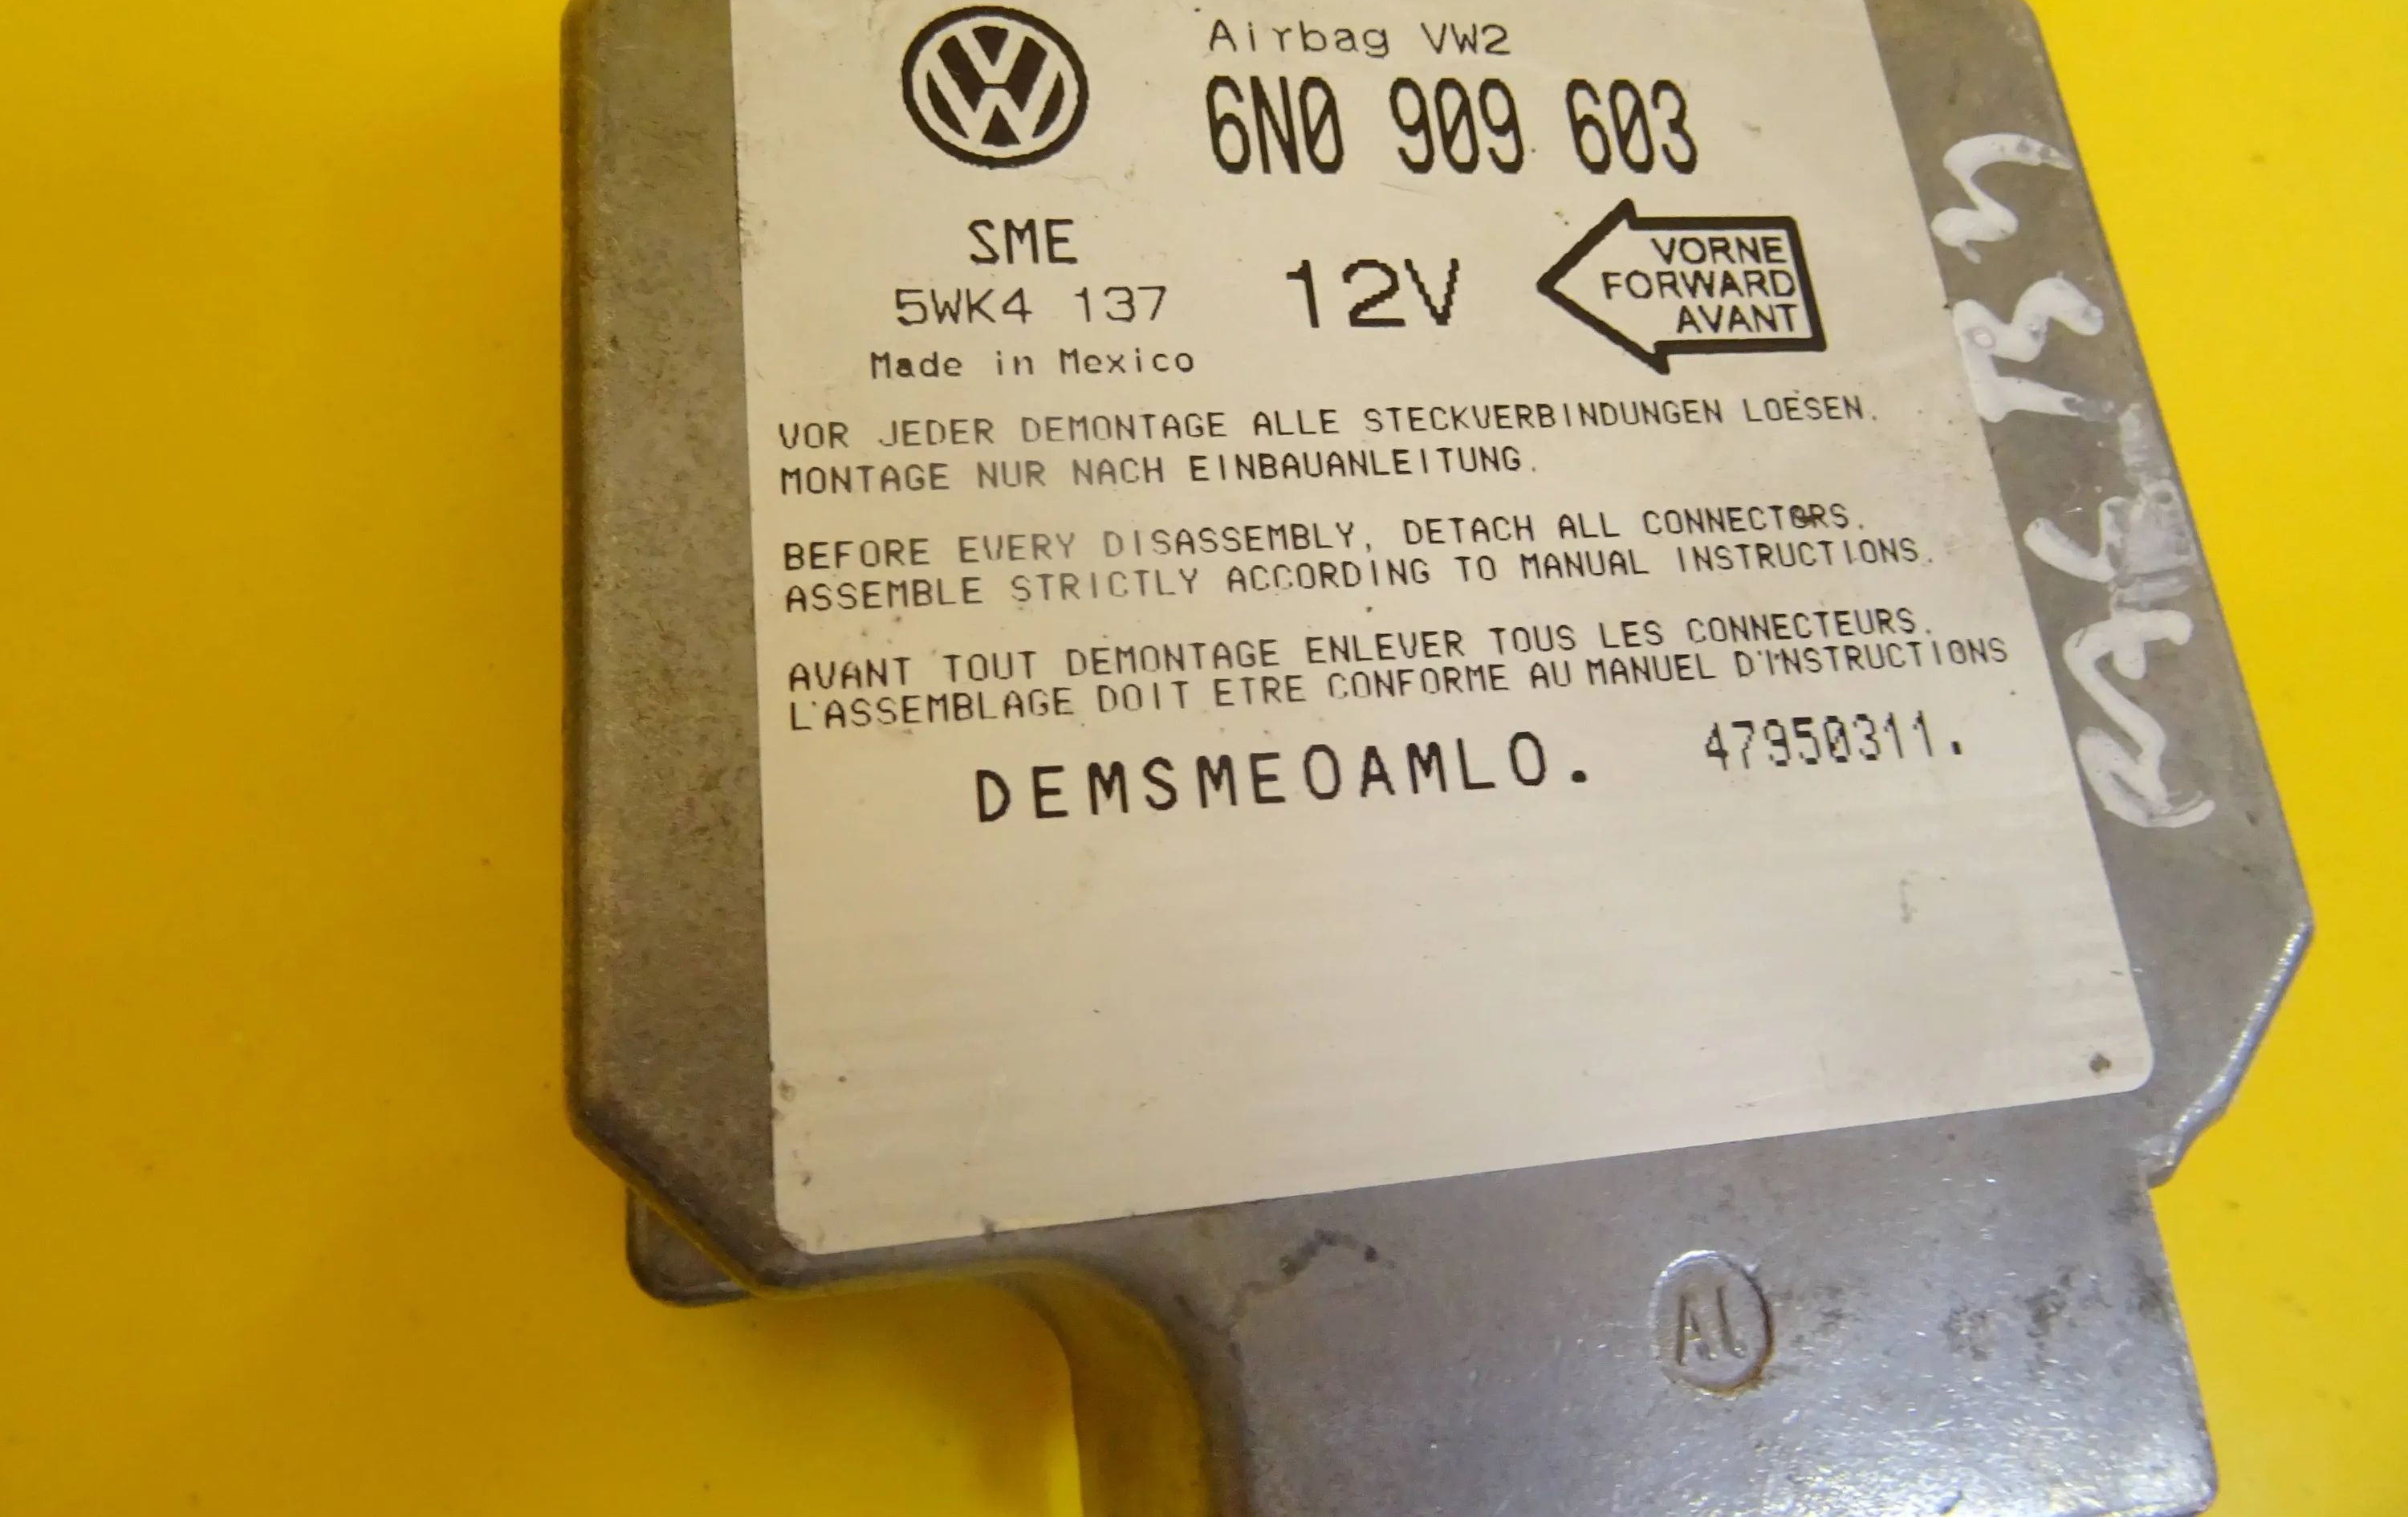 Airbag VW2
6N0 909 603
SME
5WK4 137
12V
VORNE
FORWARD
AVANT
Made in Mexico
VOR JEDER DEMONTAGE ALLE STECKVERBINDUNGEN LOESEN.
MONTAGE NUR NACH EINBAUANLEITUNG.
BEFORE EVERY DISASSEMBLY, DETACH ALL CONNECTORS.
ASSEMBLE STRICTLY ACCORDING TO MANUAL INSTRUCTIONS.
AVANT TOUT DEMONTAGE ENLEVER TOUS LES CONNECTEURS.
L'ASSEMBLAGE DOIT ETRE CONFORME AU MANUEL D'INSTRUCTIONS
DEMSMEOAMLO.
47950311.
Al